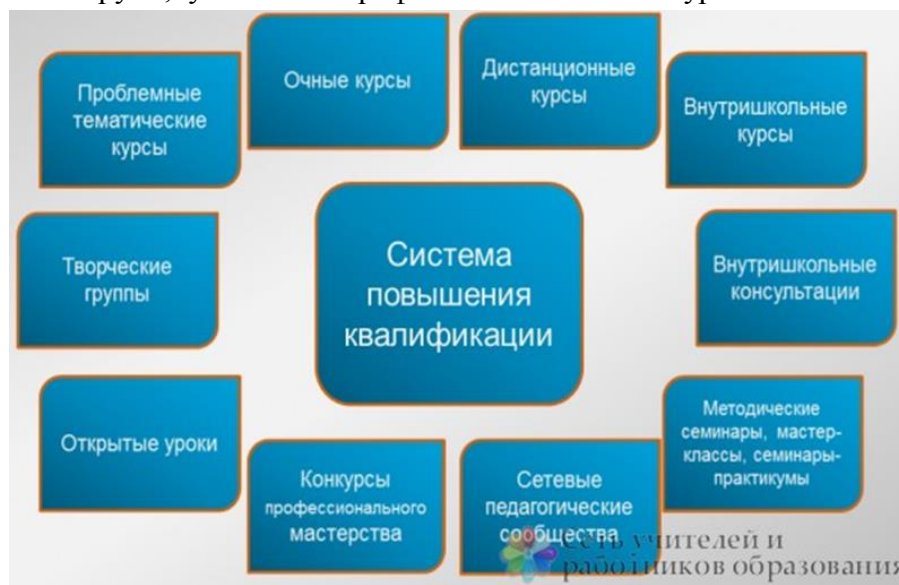 Очные курсы
Дистанционные
курсы
Проблемные
тематические
курсы
Внутришкольные
курсы
Творческие
группы
Система
повышения
квалификации
Внутришкольные
консультации
Открытые уроки
Конкурсы
профессионального
мастерства
Сетевые
педагогические
сообщества
Методические
семинары, мастер-
классы, семинары-
практикумы
Сеть учителей и
работников образования